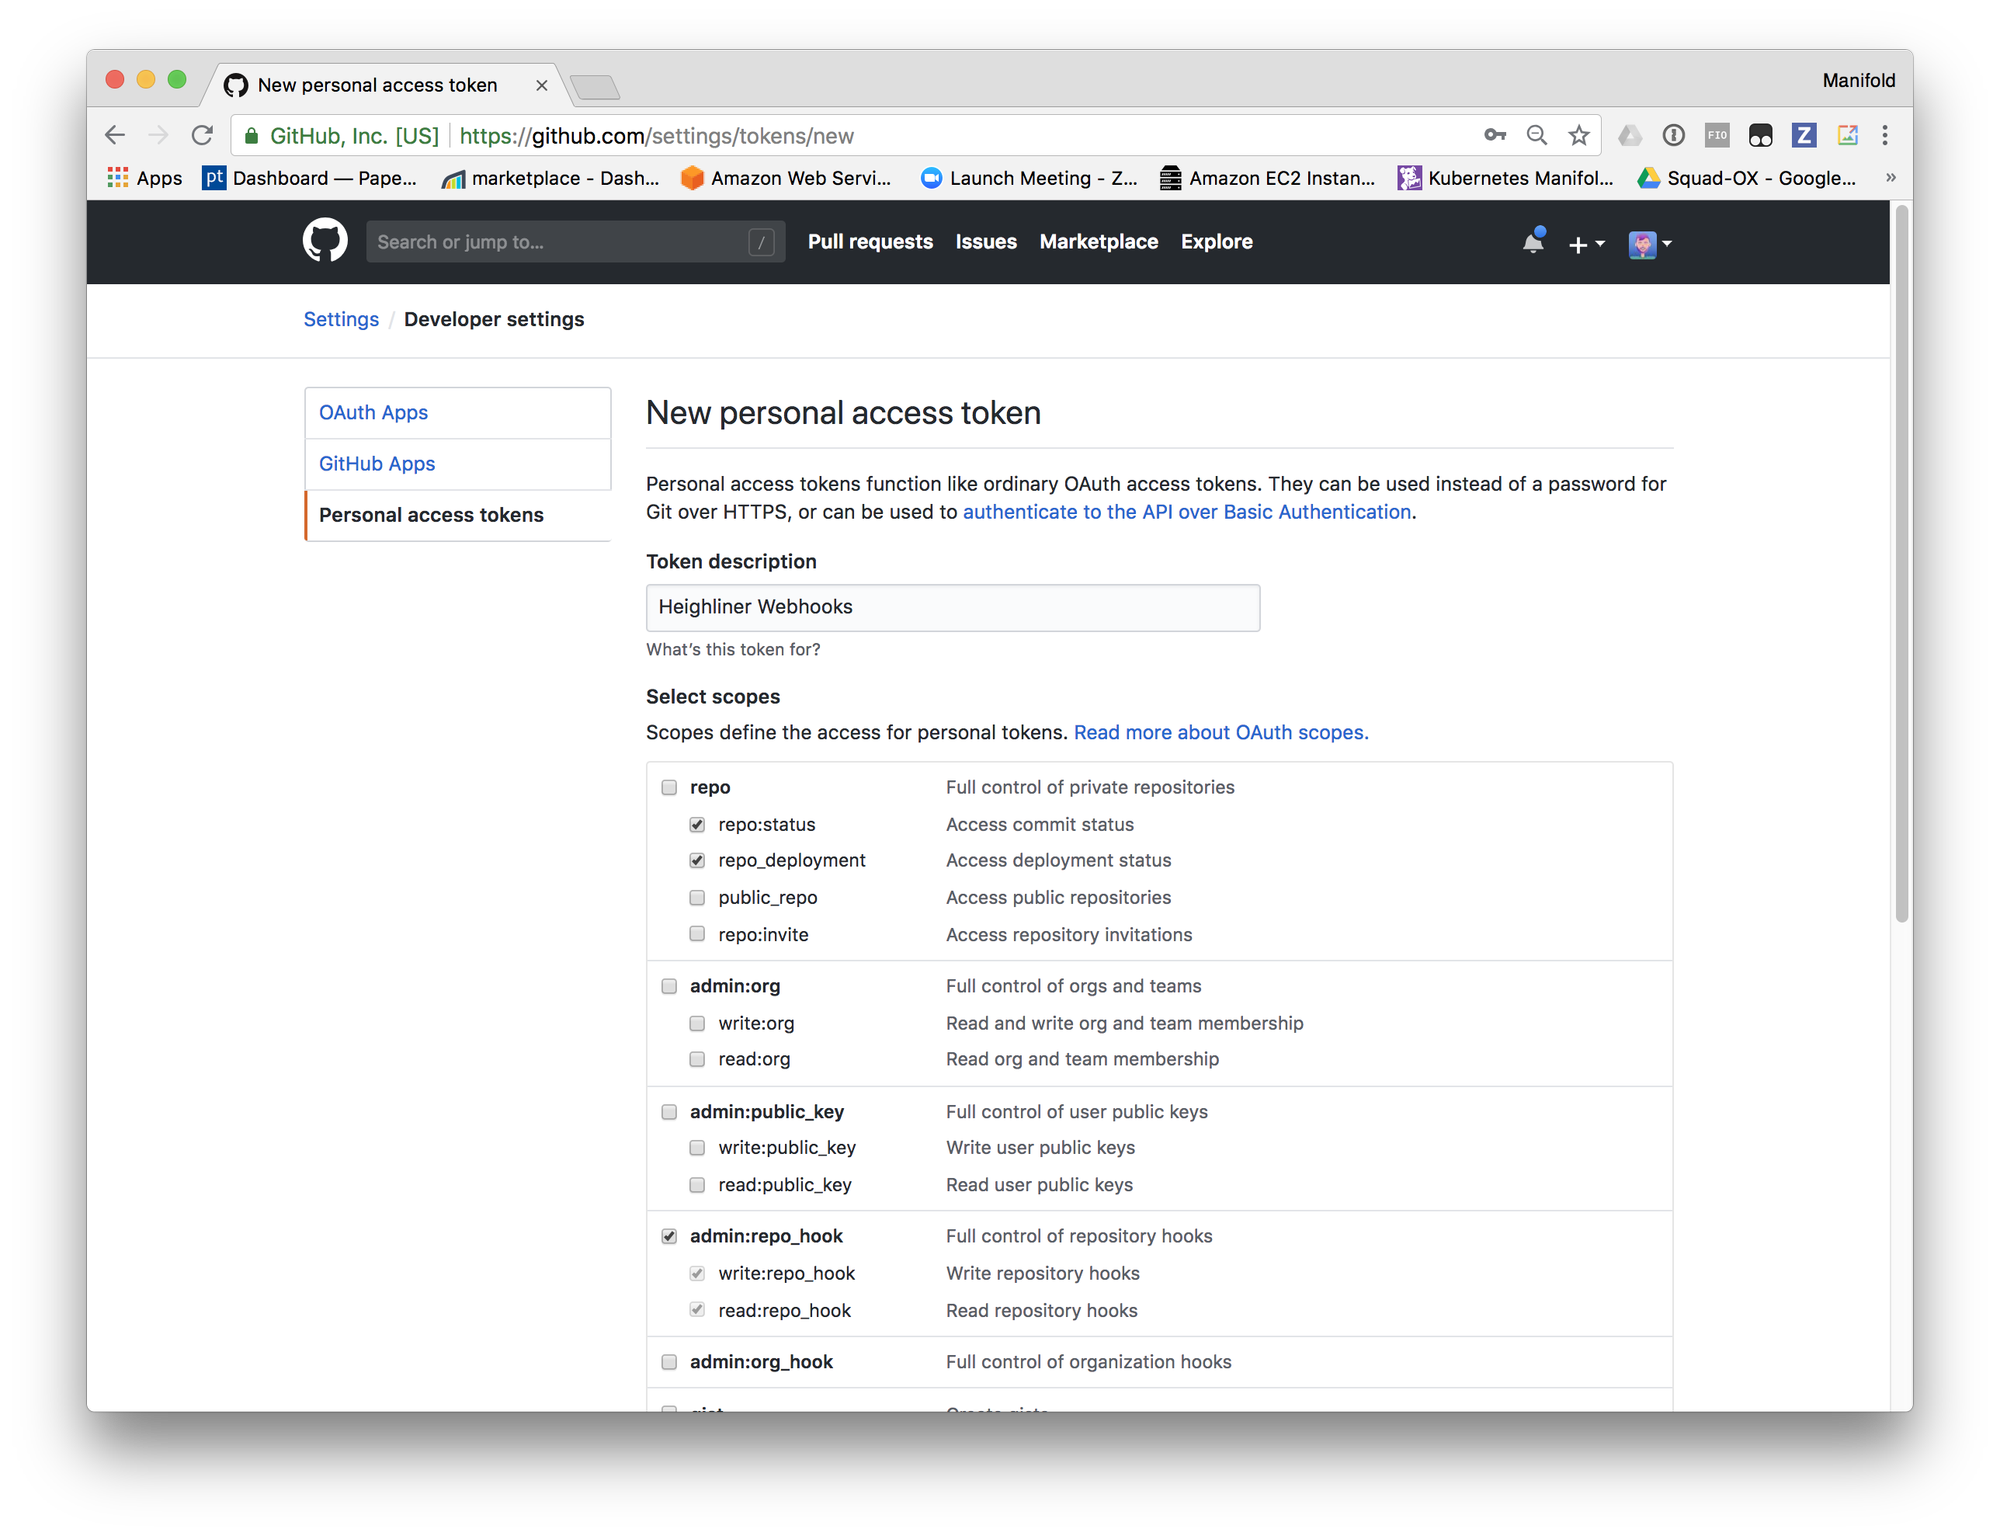 New personal access token
Manifold
GitHub, Inc. [US] https://github.com/settings/tokens/new
FIO
Z
Apps
pt Dashboard — Pape...
marketplace - Dash...
Amazon Web Servi...
Launch Meeting - Z...
Amazon EC2 Instan...
Kubernetes Manifol...
Squad-OX - Google...
»
Search or jump to... /
Pull requests
Issues
Marketplace
Explore
Settings / Developer settings
OAuth Apps
GitHub Apps
Personal access tokens
New personal access token
Personal access tokens function like ordinary OAuth access tokens. They can be used instead of a password for
Git over HTTPS, or can be used to authenticate to the API over Basic Authentication.
Token description
Heighliner Webhooks
What's this token for?
Select scopes
Scopes define the access for personal tokens. Read more about OAuth scopes.
repo Full control of private repositories
repo:status Access commit status
repo_deployment Access deployment status
public_repo Access public repositories
repo:invite Access repository invitations
admin:org Full control of orgs and teams
write:org Read and write org and team membership
read:org Read org and team membership
admin:public_key Full control of user public keys
write:public_key Write user public keys
read:public_key Read user public keys
admin:repo_hook Full control of repository hooks
write:repo_hook Write repository hooks
read:repo_hook Read repository hooks
admin:org_hook Full control of organization hooks
gist Create gists